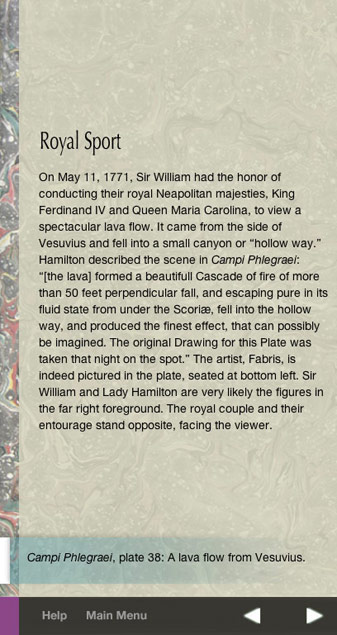 Royal Sport
On May 11, 1771, Sir William had the honor of
conducting their royal Neapolitan majesties, King
Ferdinand IV and Queen Maria Carolina, to view a
spectacular lava flow. It came from the side of
Vesuvius and fell into a small canyon or “hollow way.”
Hamilton described the scene in Campi Phlegraei:
“[the lava] formed a beautifull Cascade of fire of more
than 50 feet perpendicular fall, and escaping pure in its
fluid state from under the Scoriæ, fell into the hollow
way, and produced the finest effect, that can possibly
be imagined. The original Drawing for this Plate was
taken that night on the spot.” The artist, Fabris, is
indeed pictured in the plate, seated at bottom left. Sir
William and Lady Hamilton are very likely the figures in
the far right foreground. The royal couple and their
entourage stand opposite, facing the viewer.
Campi Phlegraei, plate 38: A lava flow from Vesuvius.
Help Main Menu